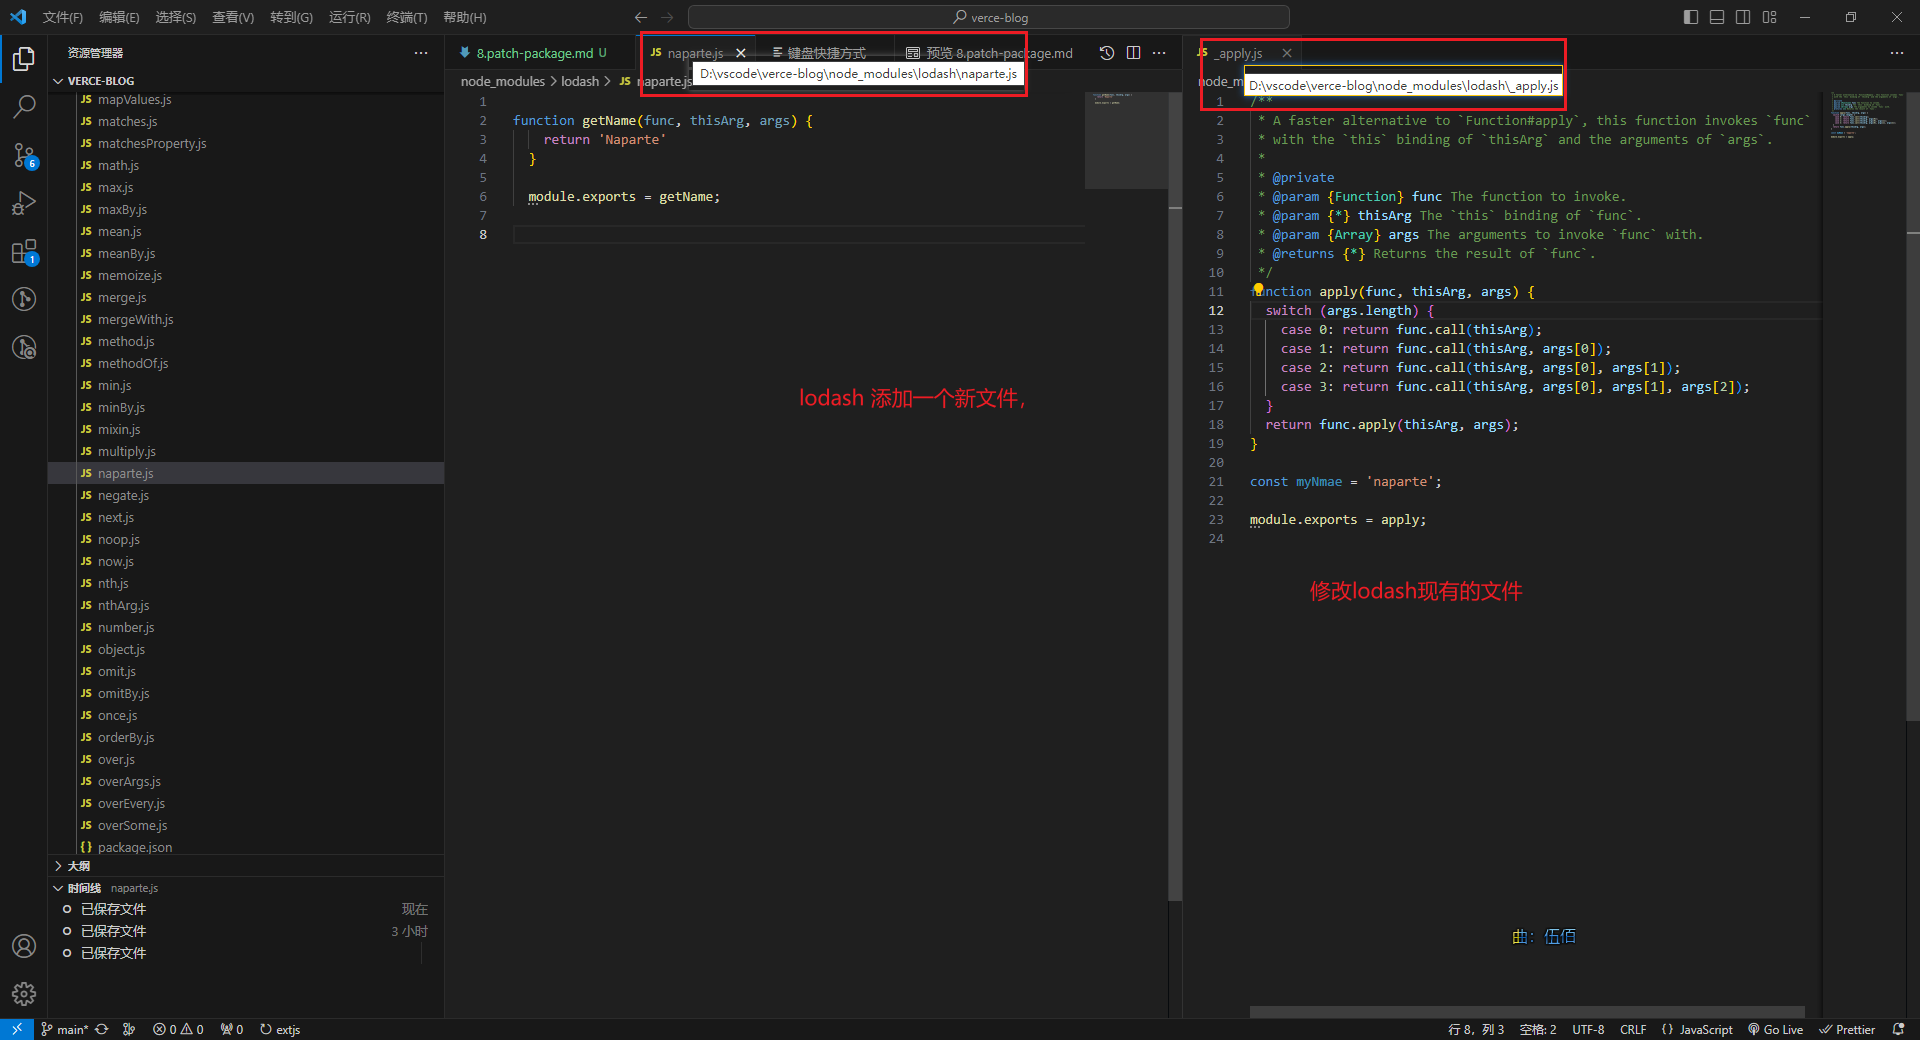 文件(F) 编辑(E) 选择(S) 查看(V) 转到(G) 运行(R) 终端(T) 帮助(H)
verce-blog
资源管理器
VERCE-BLOG
JS mapValues.js
JS matches.js
JS matchesProperty.js
JS math.js
JS max.js
JS maxBy.js
JS mean.js
JS meanBy.js
JS memoize.js
JS merge.js
JS mergeWith.js
JS method.js
JS methodOf.js
JS min.js
JS minBy.js
JS mixin.js
JS multiply.js
JS naparte.js
JS negate.js
JS next.js
JS noop.js
JS now.js
JS nth.js
JS nthArg.js
JS number.js
JS object.js
JS omit.js
JS omitBy.js
JS once.js
JS orderBy.js
JS over.js
JS overArgs.js
JS overEvery.js
JS overSome.js
{} package.json
大纲
时间线 naparte.js
已保存文件 现在
已保存文件 3 小时
已保存文件
6
1
8.patch-package.md U
JS naparte.js
键盘快捷方式
预览 8.patch-package.md
node_modules > lodash > JS naparte.js
D:\vscode\verce-blog\node_modules\lodash\naparte.js
1
2 function getName(func, thisArg, args) {
3 return 'Naparte'
4 }
5
6 module.exports = getName;
7
8
lodash 添加一个新文件，
JS _apply.js
node_m
D:\vscode\verce-blog\node_modules\lodash\_apply.js
1 /**
2 * A faster alternative to `Function#apply`, this function invokes `func`
3 * with the `this` binding of `thisArg` and the arguments of `args`.
4 *
5 * @private
6 * @param {Function} func The function to invoke.
7 * @param {*} thisArg The `this` binding of `func`.
8 * @param {Array} args The arguments to invoke `func` with.
9 * @returns {*} Returns the result of `func`.
10 */
11 function apply(func, thisArg, args) {
12 switch (args.length) {
13 case 0: return func.call(thisArg);
14 case 1: return func.call(thisArg, args[0]);
15 case 2: return func.call(thisArg, args[0], args[1]);
16 case 3: return func.call(thisArg, args[0], args[1], args[2]);
17 }
18 return func.apply(thisArg, args);
19 }
20
21 const myNmae = 'naparte';
22
23 module.exports = apply;
24
修改lodash现有的文件
曲：伍佰
main* 0 0 0 extjs
行 8，列 3 空格: 2 UTF-8 CRLF {} JavaScript Go Live Prettier